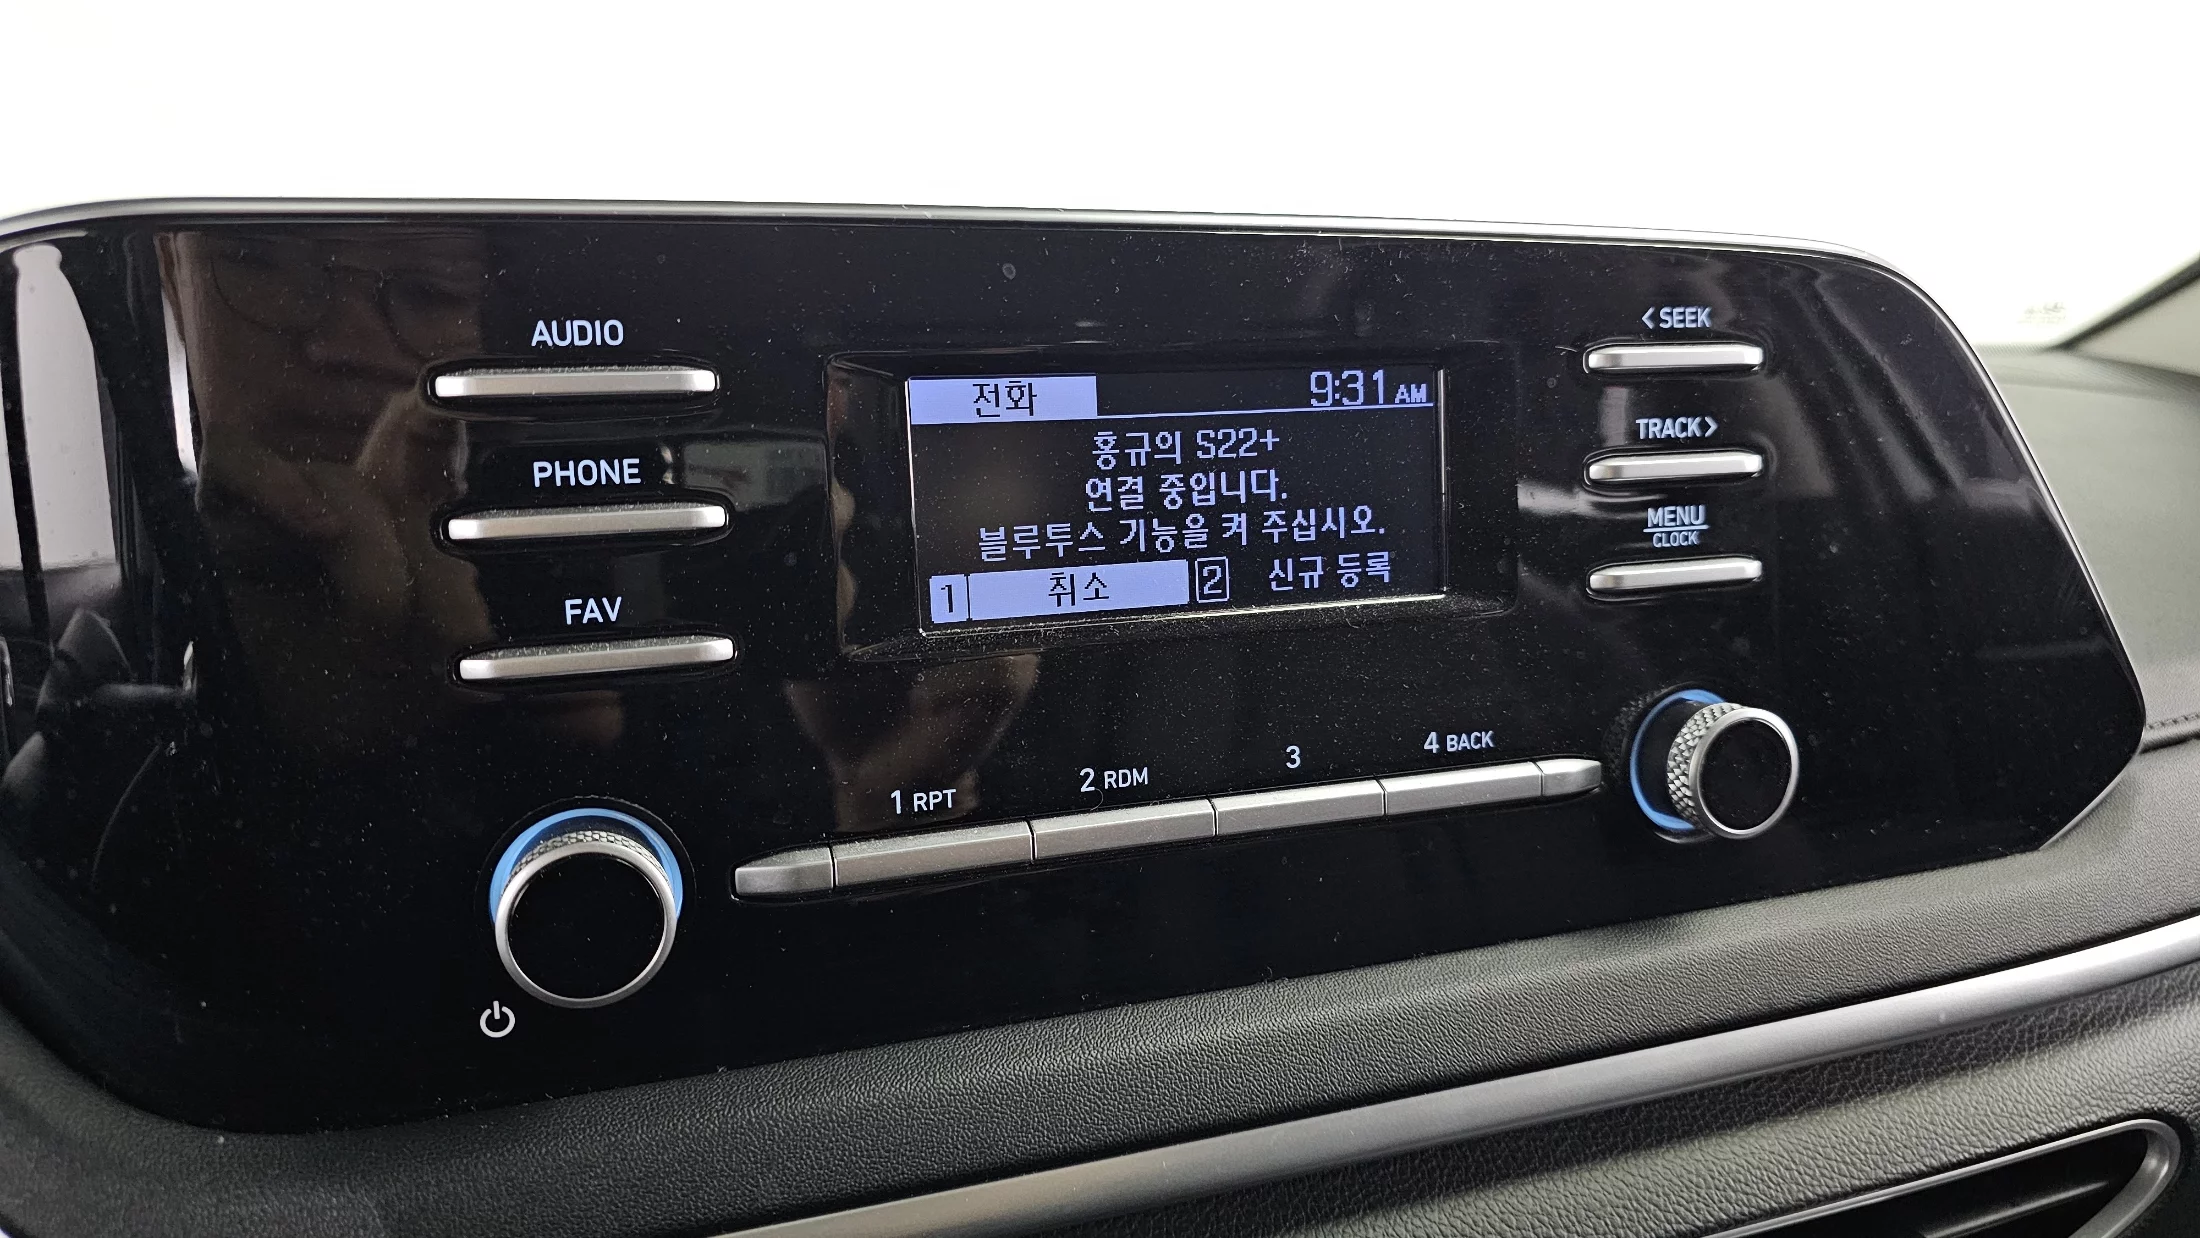 AUDIO
PHONE
FAV
전화 9:31 AM
홍규의 S22+
연결 중입니다.
블루투스 기능을 켜 주십시오.
1 취소 2 신규 등록
< SEEK
TRACK >
MENU
CLOCK
1 RPT 2 RDM 3 4 BACK